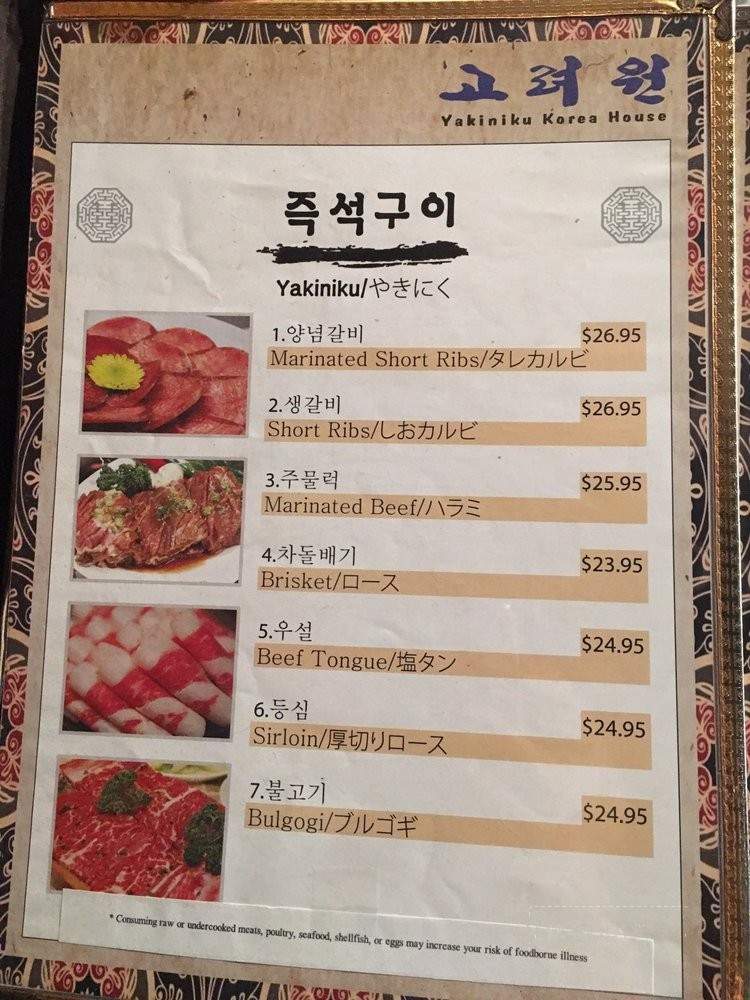 고려원
Yakiniku Korea House
즉석구이
Yakiniku/やきにく
1.양념갈비 $26.95
Marinated Short Ribs/タレカルビ
2.생갈비 $26.95
Short Ribs/しおカルビ
3.주물럭 $25.95
Marinated Beef/ハラミ
4.차돌배기 $23.95
Brisket/ロース
5.우설 $24.95
Beef Tongue/塩タン
6.등심 $24.95
Sirloin/厚切りロース
7.불고기 $24.95
Bulgogi/ブルゴギ
* Consuming raw or undercooked meats, poultry, seafood, shellfish, or eggs may increase your risk of foodborne illness